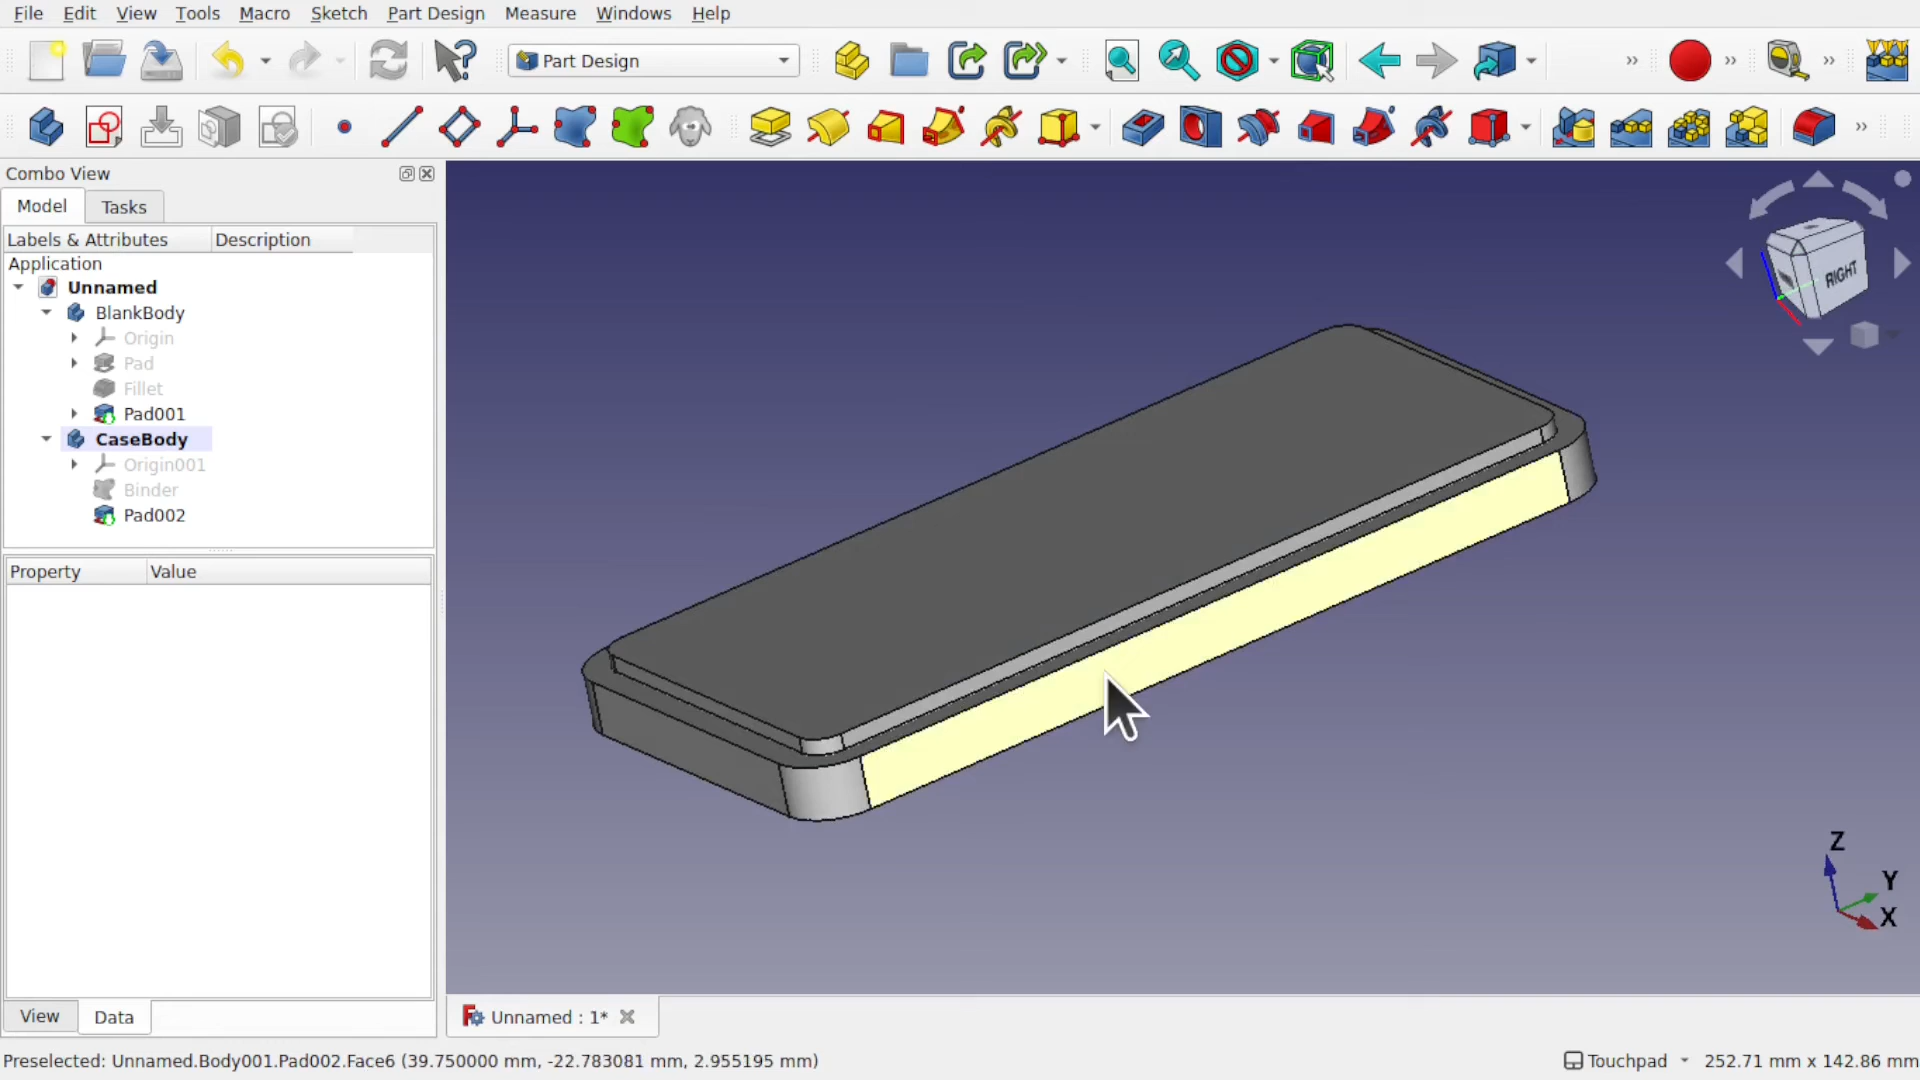 File Edit View Tools Macro Sketch Part Design Measure Windows Help
Part Design
Combo View
Model Tasks
Labels & Attributes Description
Application
Unnamed
BlankBody
Origin
Pad
Fillet
Pad001
CaseBody
Origin001
Binder
Pad002
Property Value
RIGHT
Z
Y
X
View Data
Unnamed : 1*
Preselected: Unnamed.Body001.Pad002.Face6 (39.750000 mm, -22.783081 mm, 2.955195 mm)
Touchpad 252.71 mm x 142.86 mm